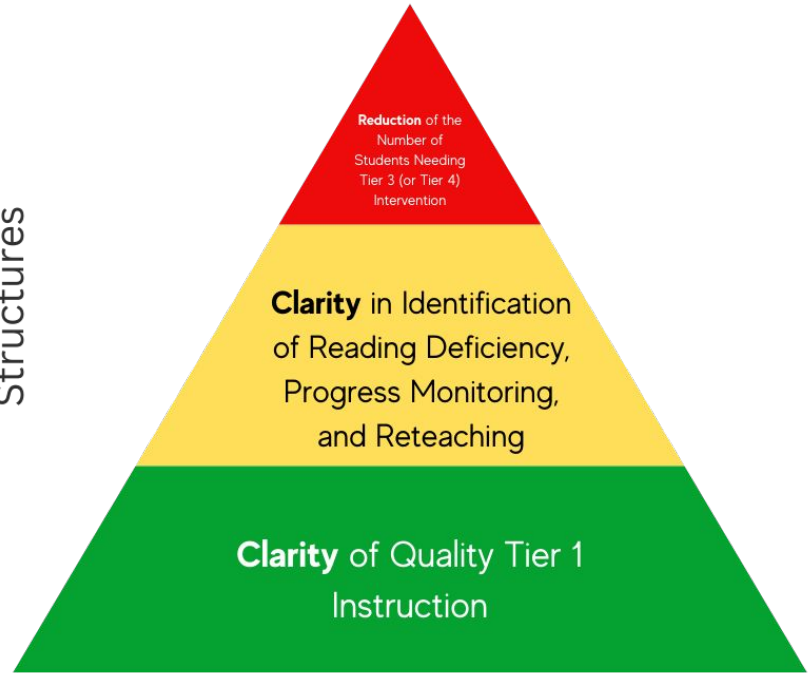 Structures
Reduction of the
Number of
Students Needing
Tier 3 (or Tier 4)
Intervention
Clarity in Identification
of Reading Deficiency,
Progress Monitoring,
and Reteaching
Clarity of Quality Tier 1
Instruction